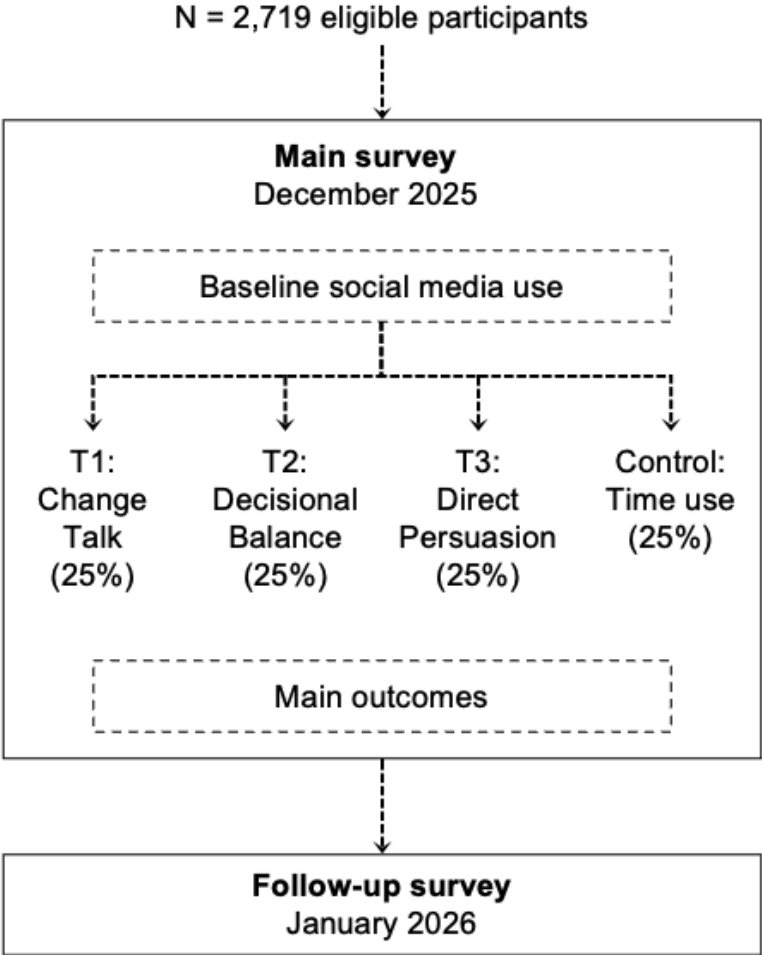 N = 2,719 eligible participants
Main survey
December 2025
Baseline social media use
T1:
Change
Talk
(25%)
T2:
Decisional
Balance
(25%)
T3:
Direct
Persuasion
(25%)
Control:
Time use
(25%)
Main outcomes
Follow-up survey
January 2026